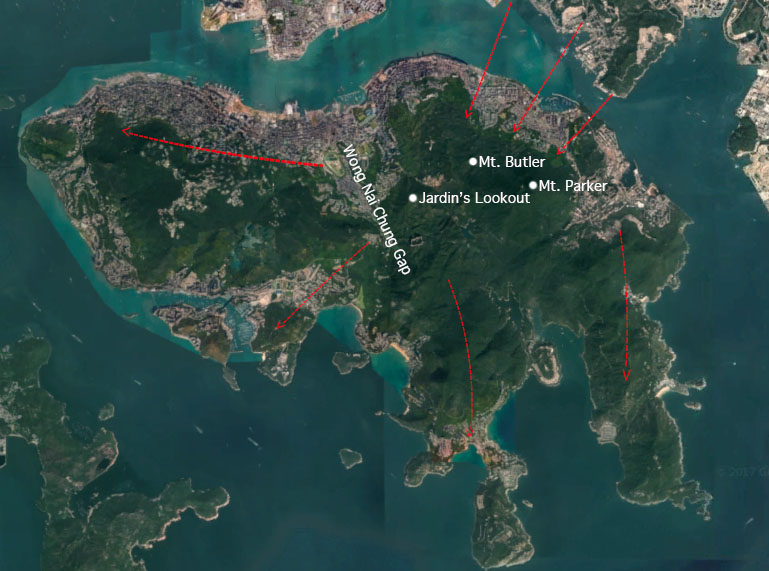 Mt. Butler
Wong Nai Chung Gap
Mt. Parker
Jardin's Lookout
© 2017 G